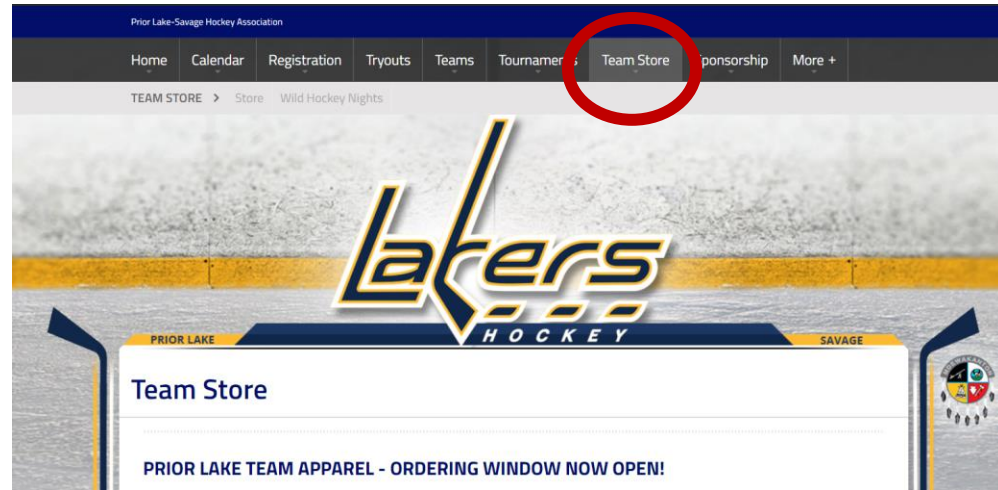 Prior Lake-Savage Hockey Association
Home Calendar Registration Tryouts Teams Tournaments Team Store Sponsorship More +
TEAM STORE > Store Wild Hockey Nights
Lakers
HOCKEY
PRIOR LAKE SAVAGE
Team Store
PRIOR LAKE TEAM APPAREL - ORDERING WINDOW NOW OPEN!